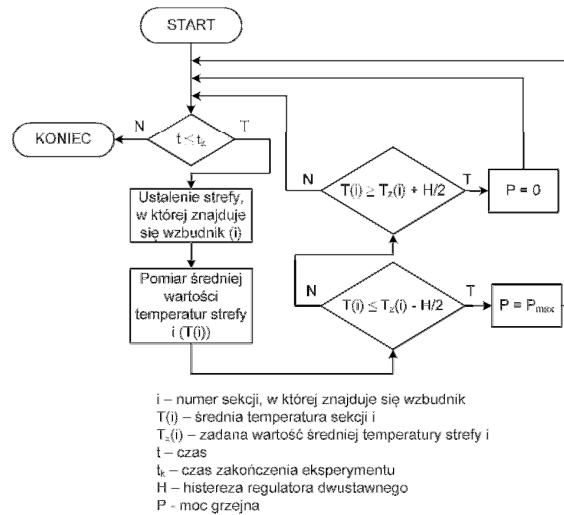 START
N
T
t ≤ tk
KONIEC
Ustalenie strefy,
w której znajduje
się wzbudnik (i)
Pomiar średniej
wartości
temperatur strefy
i (T(i))
N
T(i) ≥ Tz(i) + H/2
T
P = 0
N
T(i) ≤ Tz(i) - H/2
T
P = Pmax
i – numer sekcji, w której znajduje się wzbudnik
T(i) – średnia temperatura sekcji i
Tz(i) – zadana wartość średniej temperatury strefy i
t – czas
tk – czas zakończenia eksperymentu
H – histereza regulatora dwustawnego
P - moc grzejna